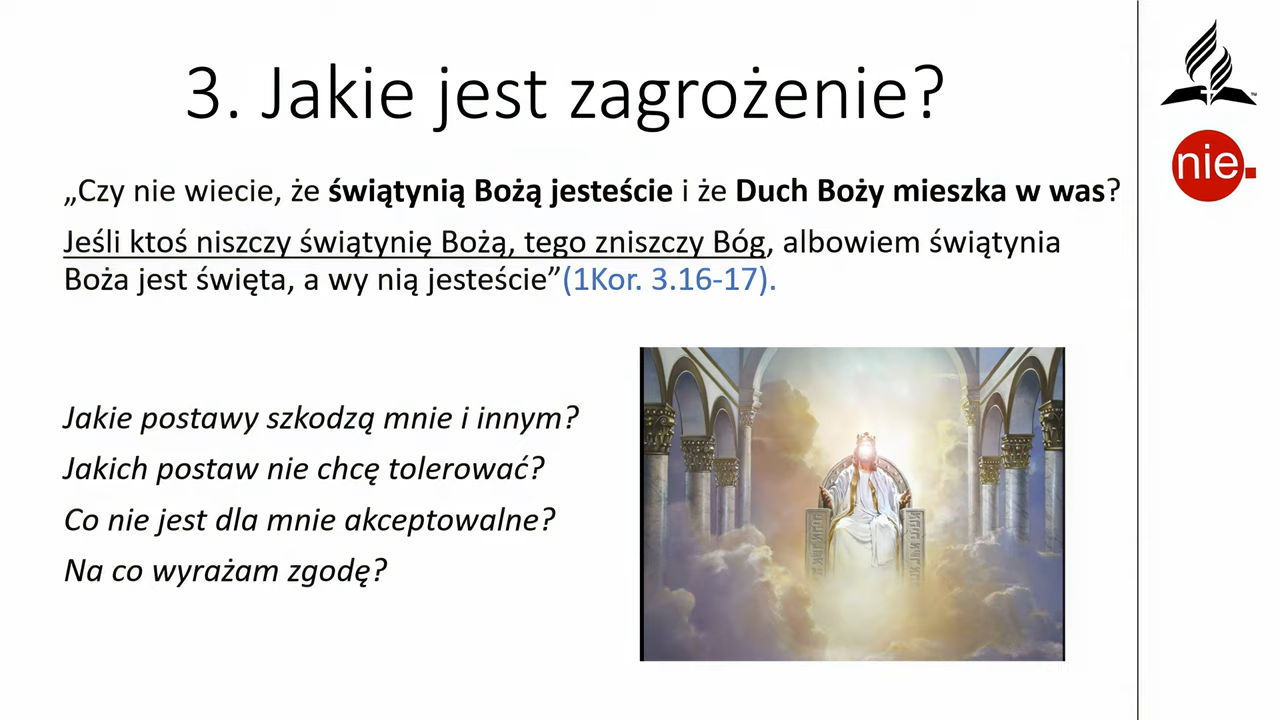 3. Jakie jest zagrożenie?
„Czy nie wiecie, że świątynią Bożą jesteście i że Duch Boży mieszka w was?
Jeśli ktoś niszczy świątynię Bożą, tego zniszczy Bóg, albowiem świątynia
Boża jest święta, a wy nią jesteście”(1Kor. 3.16-17).
Jakie postawy szkodzą mnie i innym?
Jakich postaw nie chcę tolerować?
Co nie jest dla mnie akceptowalne?
Na co wyrażam zgodę?
™
nie.